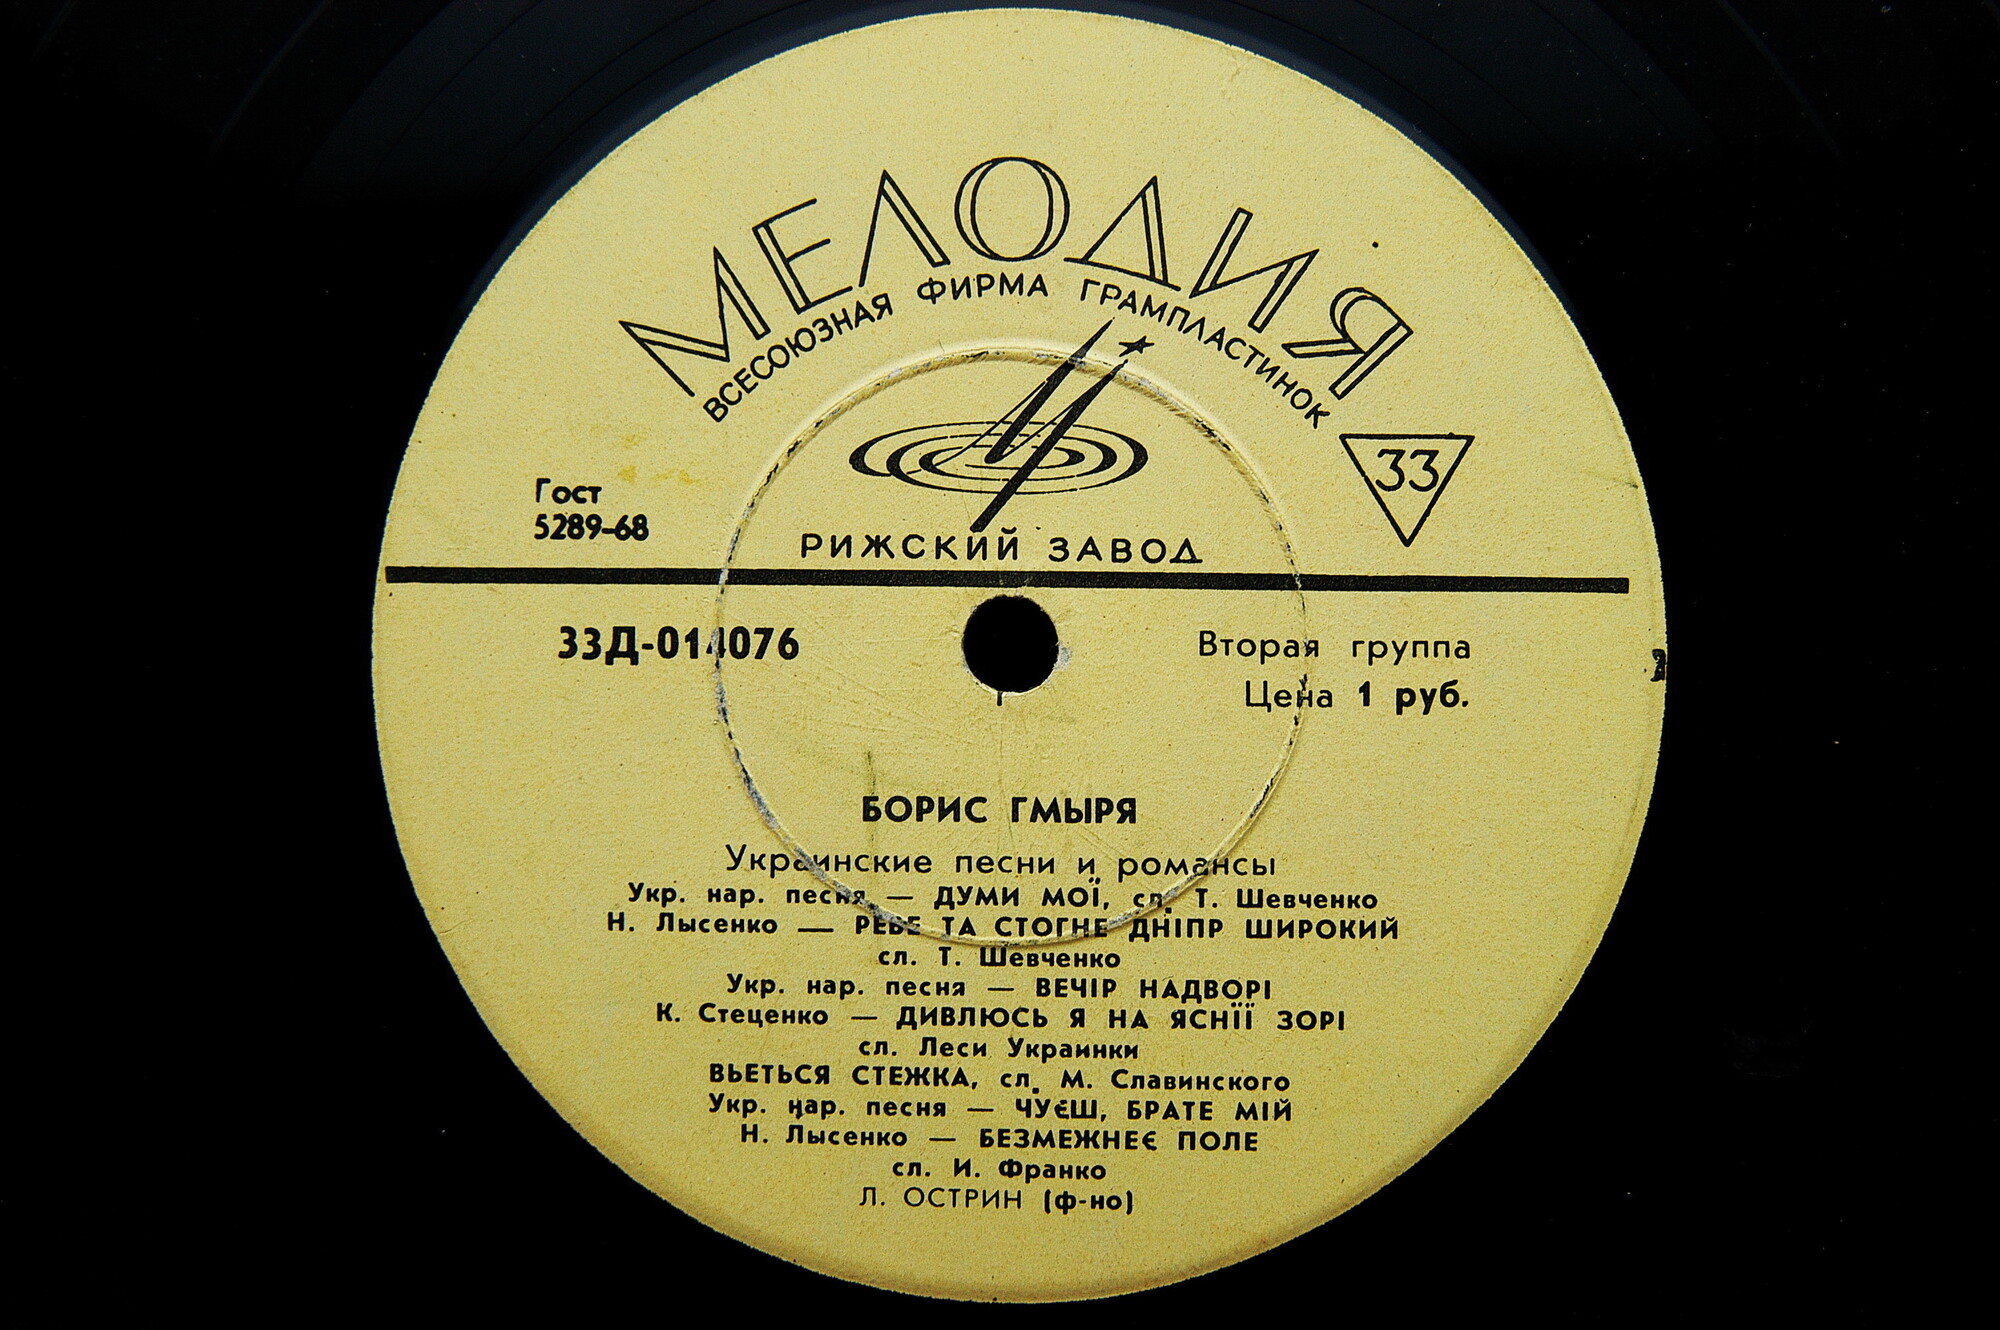 МЕЛОДИЯ
ВСЕСОЮЗНАЯ ФИРМА ГРАМПЛАСТИНОК
33
Гост
5289-68
РИЖСКИЙ ЗАВОД
33Д-014076
Вторая группа
Цена 1 руб.
БОРИС ГМЫРЯ
Украинские песни и романсы
Укр. нар. песня — ДУМИ МОЇ, сл. Т. Шевченко
Н. Лысенко — РЕВЕ ТА СТОГНЕ ДНІПР ШИРОКИЙ
сл. Т. Шевченко
Укр. нар. песня — ВЕЧІР НАДВОРІ
К. Стеценко — ДИВЛЮСЬ Я НА ЯСНІЇ ЗОРІ
сл. Леси Украинки
ВЬЕТЬСЯ СТЕЖКА, сл. М. Славинского
Укр. нар. песня — ЧУЄШ, БРАТЕ МІЙ
Н. Лысенко — БЕЗМЕЖНЕЄ ПОЛЕ
сл. И. Франко
Л. ОСТРИН (ф-но)